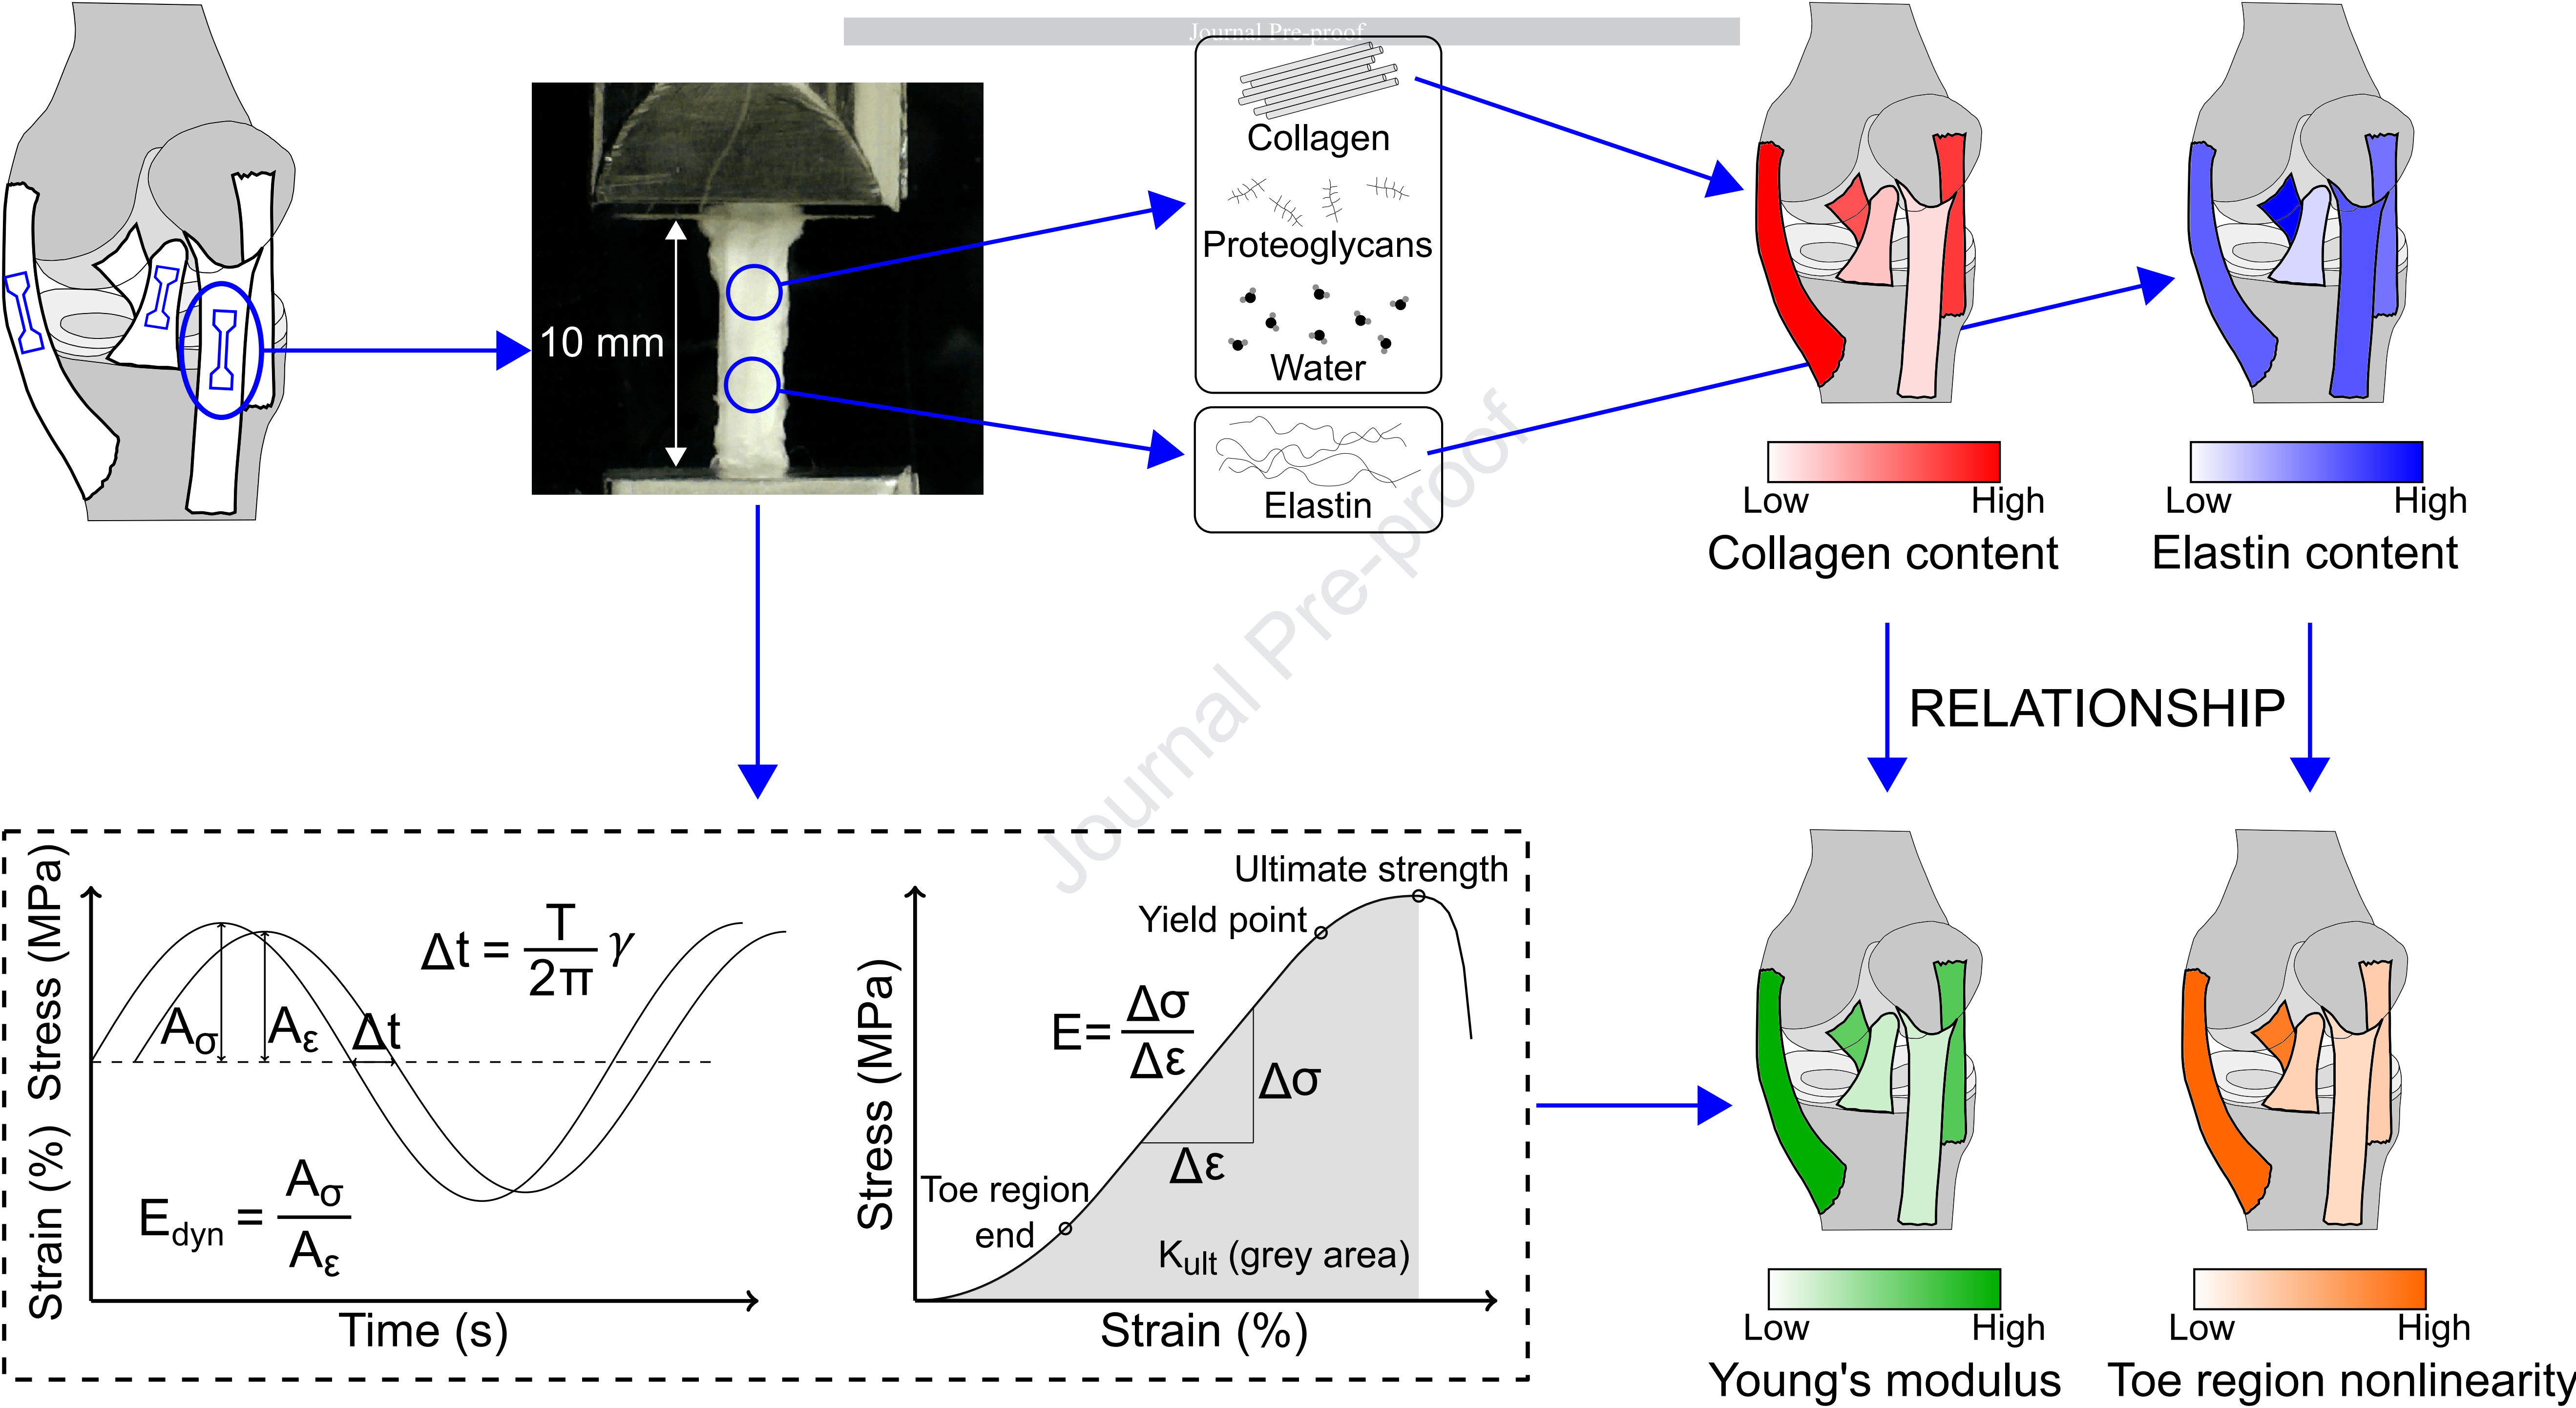 Journal Pre-proof
10 mm
Collagen
Proteoglycans
Water
Elastin
Low High
Collagen content
Low High
Elastin content
RELATIONSHIP
Journal Pre-proof
Strain (%) Stress (MPa)
Aσ
Aε
Δt
Δt = T/2π γ
Edyn = Aσ/Aε
Time (s)
Stress (MPa)
Ultimate strength
Yield point
E= Δσ/Δε
Δσ
Δε
Toe region
end
Kult (grey area)
Strain (%)
Low High
Young's modulus
Low High
Toe region nonlinearity